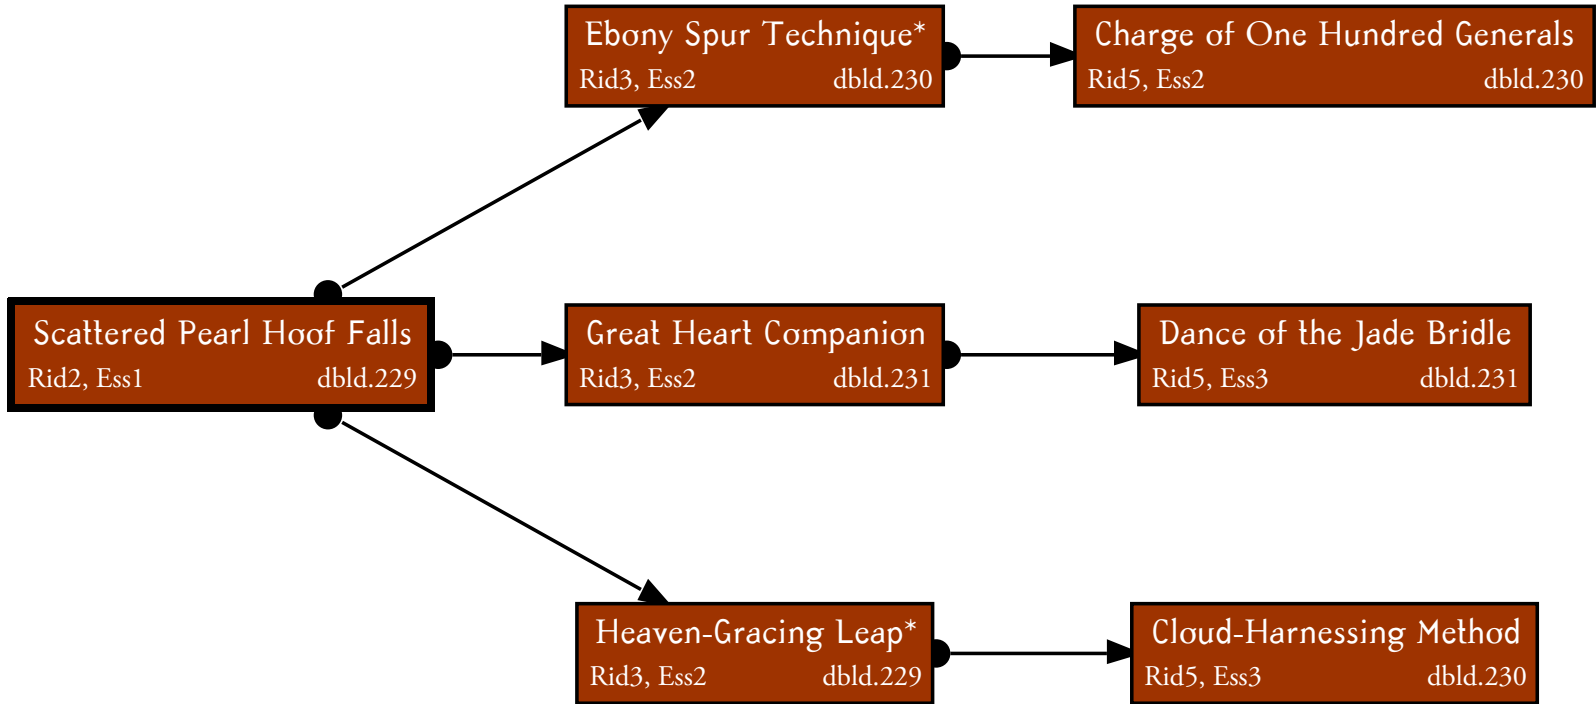 Ebony Spur Technique*
Rid3, Ess2 dbld.230
Charge of One Hundred Generals
Rid5, Ess2 dbld.230
Scattered Pearl Hoof Falls
Rid2, Ess1 dbld.229
Great Heart Companion
Rid3, Ess2 dbld.231
Dance of the Jade Bridle
Rid5, Ess3 dbld.231
Heaven-Gracing Leap*
Rid3, Ess2 dbld.229
Cloud-Harnessing Method
Rid5, Ess3 dbld.230